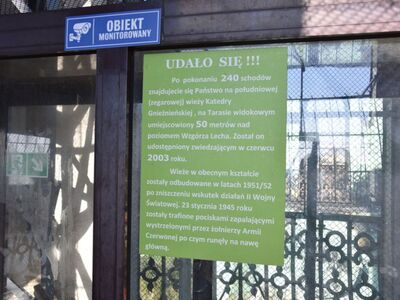 OBIEKT
MONITOROWANY
UDAŁO SIĘ !!!
Po pokonaniu 240 schodów
znajdujecie się Państwo na południowej
(zegarowej) wieży Katedry
Gnieźnieńskiej , na Tarasie widokowym
umiejscowiony 50 metrów nad
poziomem Wzgórza Lecha. Został on
udostępniony zwiedzającym w czerwcu
2003 roku.
Wieże w obecnym kształcie
zostały odbudowane w latach 1951/52
po zniszczeniu wskutek działań II Wojny
Światowej. 23 stycznia 1945 roku
zostały trafione pociskami zapalającymi
wystrzelonymi przez żołnierzy Armii
Czerwonej po czym runęły na nawę
główną.